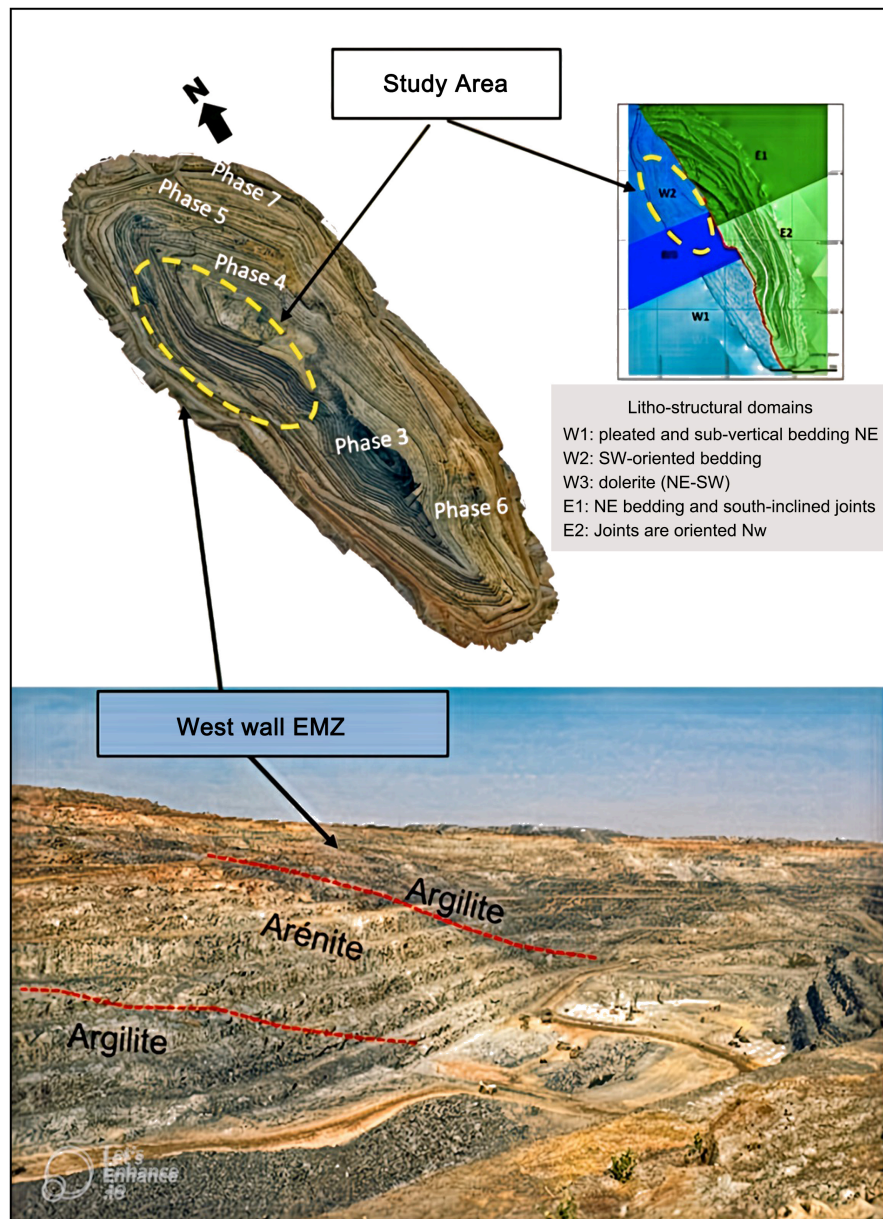 N
Study Area
Phase 7
Phase 5
Phase 4
Phase 3
Phase 6
E1
W2
E2
W1
Litho-structural domains
W1: pleated and sub-vertical bedding NE
W2: SW-oriented bedding
W3: dolerite (NE-SW)
E1: NE bedding and south-inclined joints
E2: Joints are oriented Nw
West wall EMZ
Argilite
Arénite
Argilite
Let's
Enhance
.io